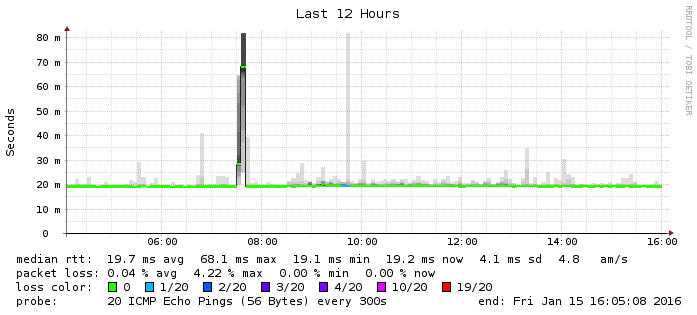 Last 12 Hours
RRDTOOL / TOBI OETIKER
Seconds
80 m
70 m
60 m
50 m
40 m
30 m
20 m
10 m
0
06:00 08:00 10:00 12:00 14:00 16:00
median rtt: 19.7 ms avg 68.1 ms max 19.1 ms min 19.2 ms now 4.1 ms sd 4.8 am/s
packet loss: 0.04 % avg 4.22 % max 0.00 % min 0.00 % now
loss color: 0 1/20 2/20 3/20 4/20 10/20 19/20
probe: 20 ICMP Echo Pings (56 Bytes) every 300s end: Fri Jan 15 16:05:08 2016